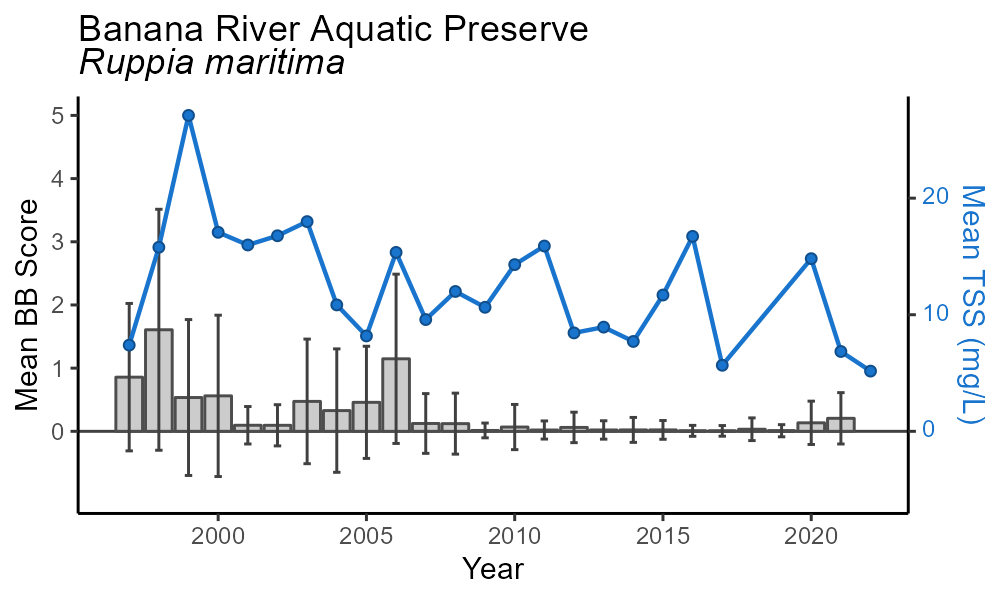 Banana River Aquatic Preserve
Ruppia maritima
Mean BB Score
5
4
3
2
1
0
20
10
0
Mean TSS (mg/L)
2000
2005
2010
2015
2020
Year